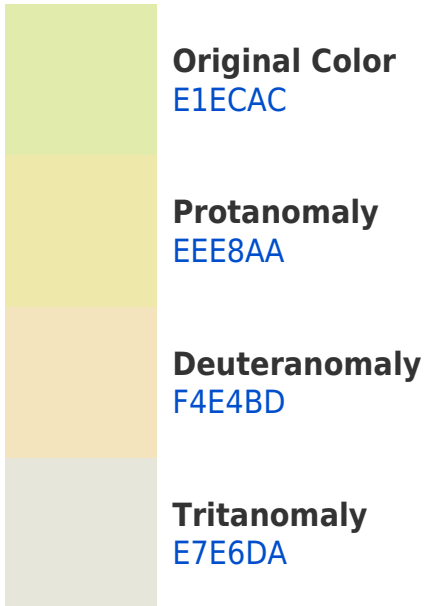 Original Color
E1ECAC
Protanomaly
EEE8AA
Deuteranomaly
F4E4BD
Tritanomaly
E7E6DA